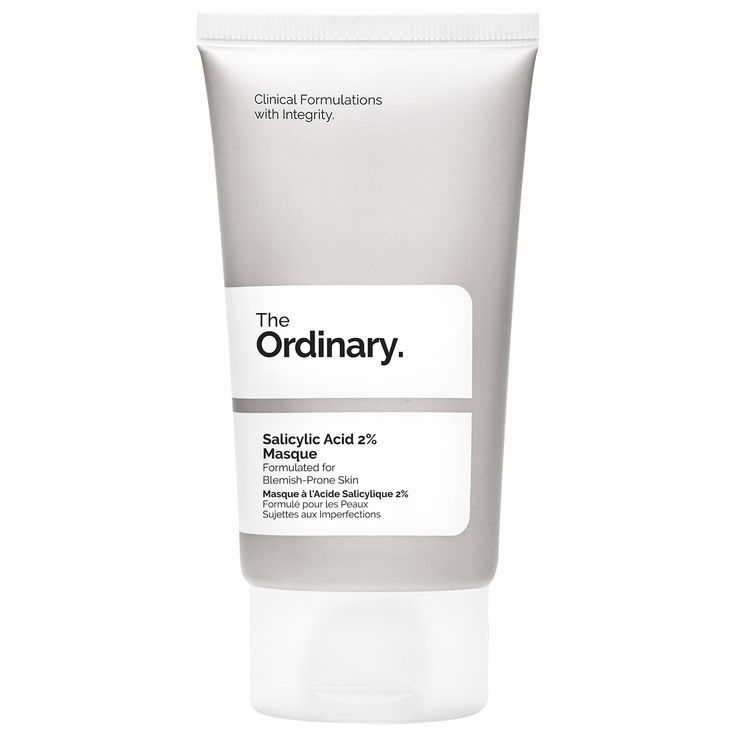 Clinical Formulations
with Integrity.
The
Ordinary.
Salicylic Acid 2%
Masque
Formulated for
Blemish-Prone Skin
Masque à l'Acide Salicylique 2%
Formulé pour les Peaux
Sujettes aux Imperfections